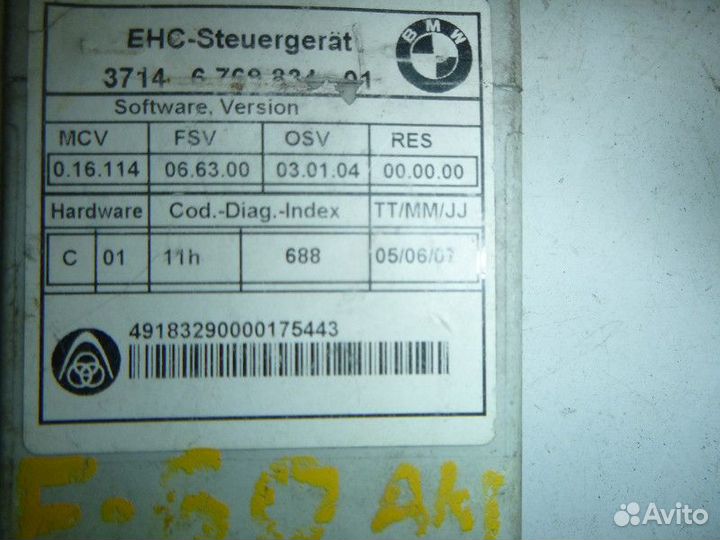 EHC-Steuergerät
BMW
3714 6 768 01
Software, Version
MCV FSV OSV RES
0.16.114 06.63.00 03.01.04 00.00.00
Hardware Cod.-Diag.-Index TT/MM/JJ
C 01 11h 688 05/06/07
49183290000175443
E-60
Avito